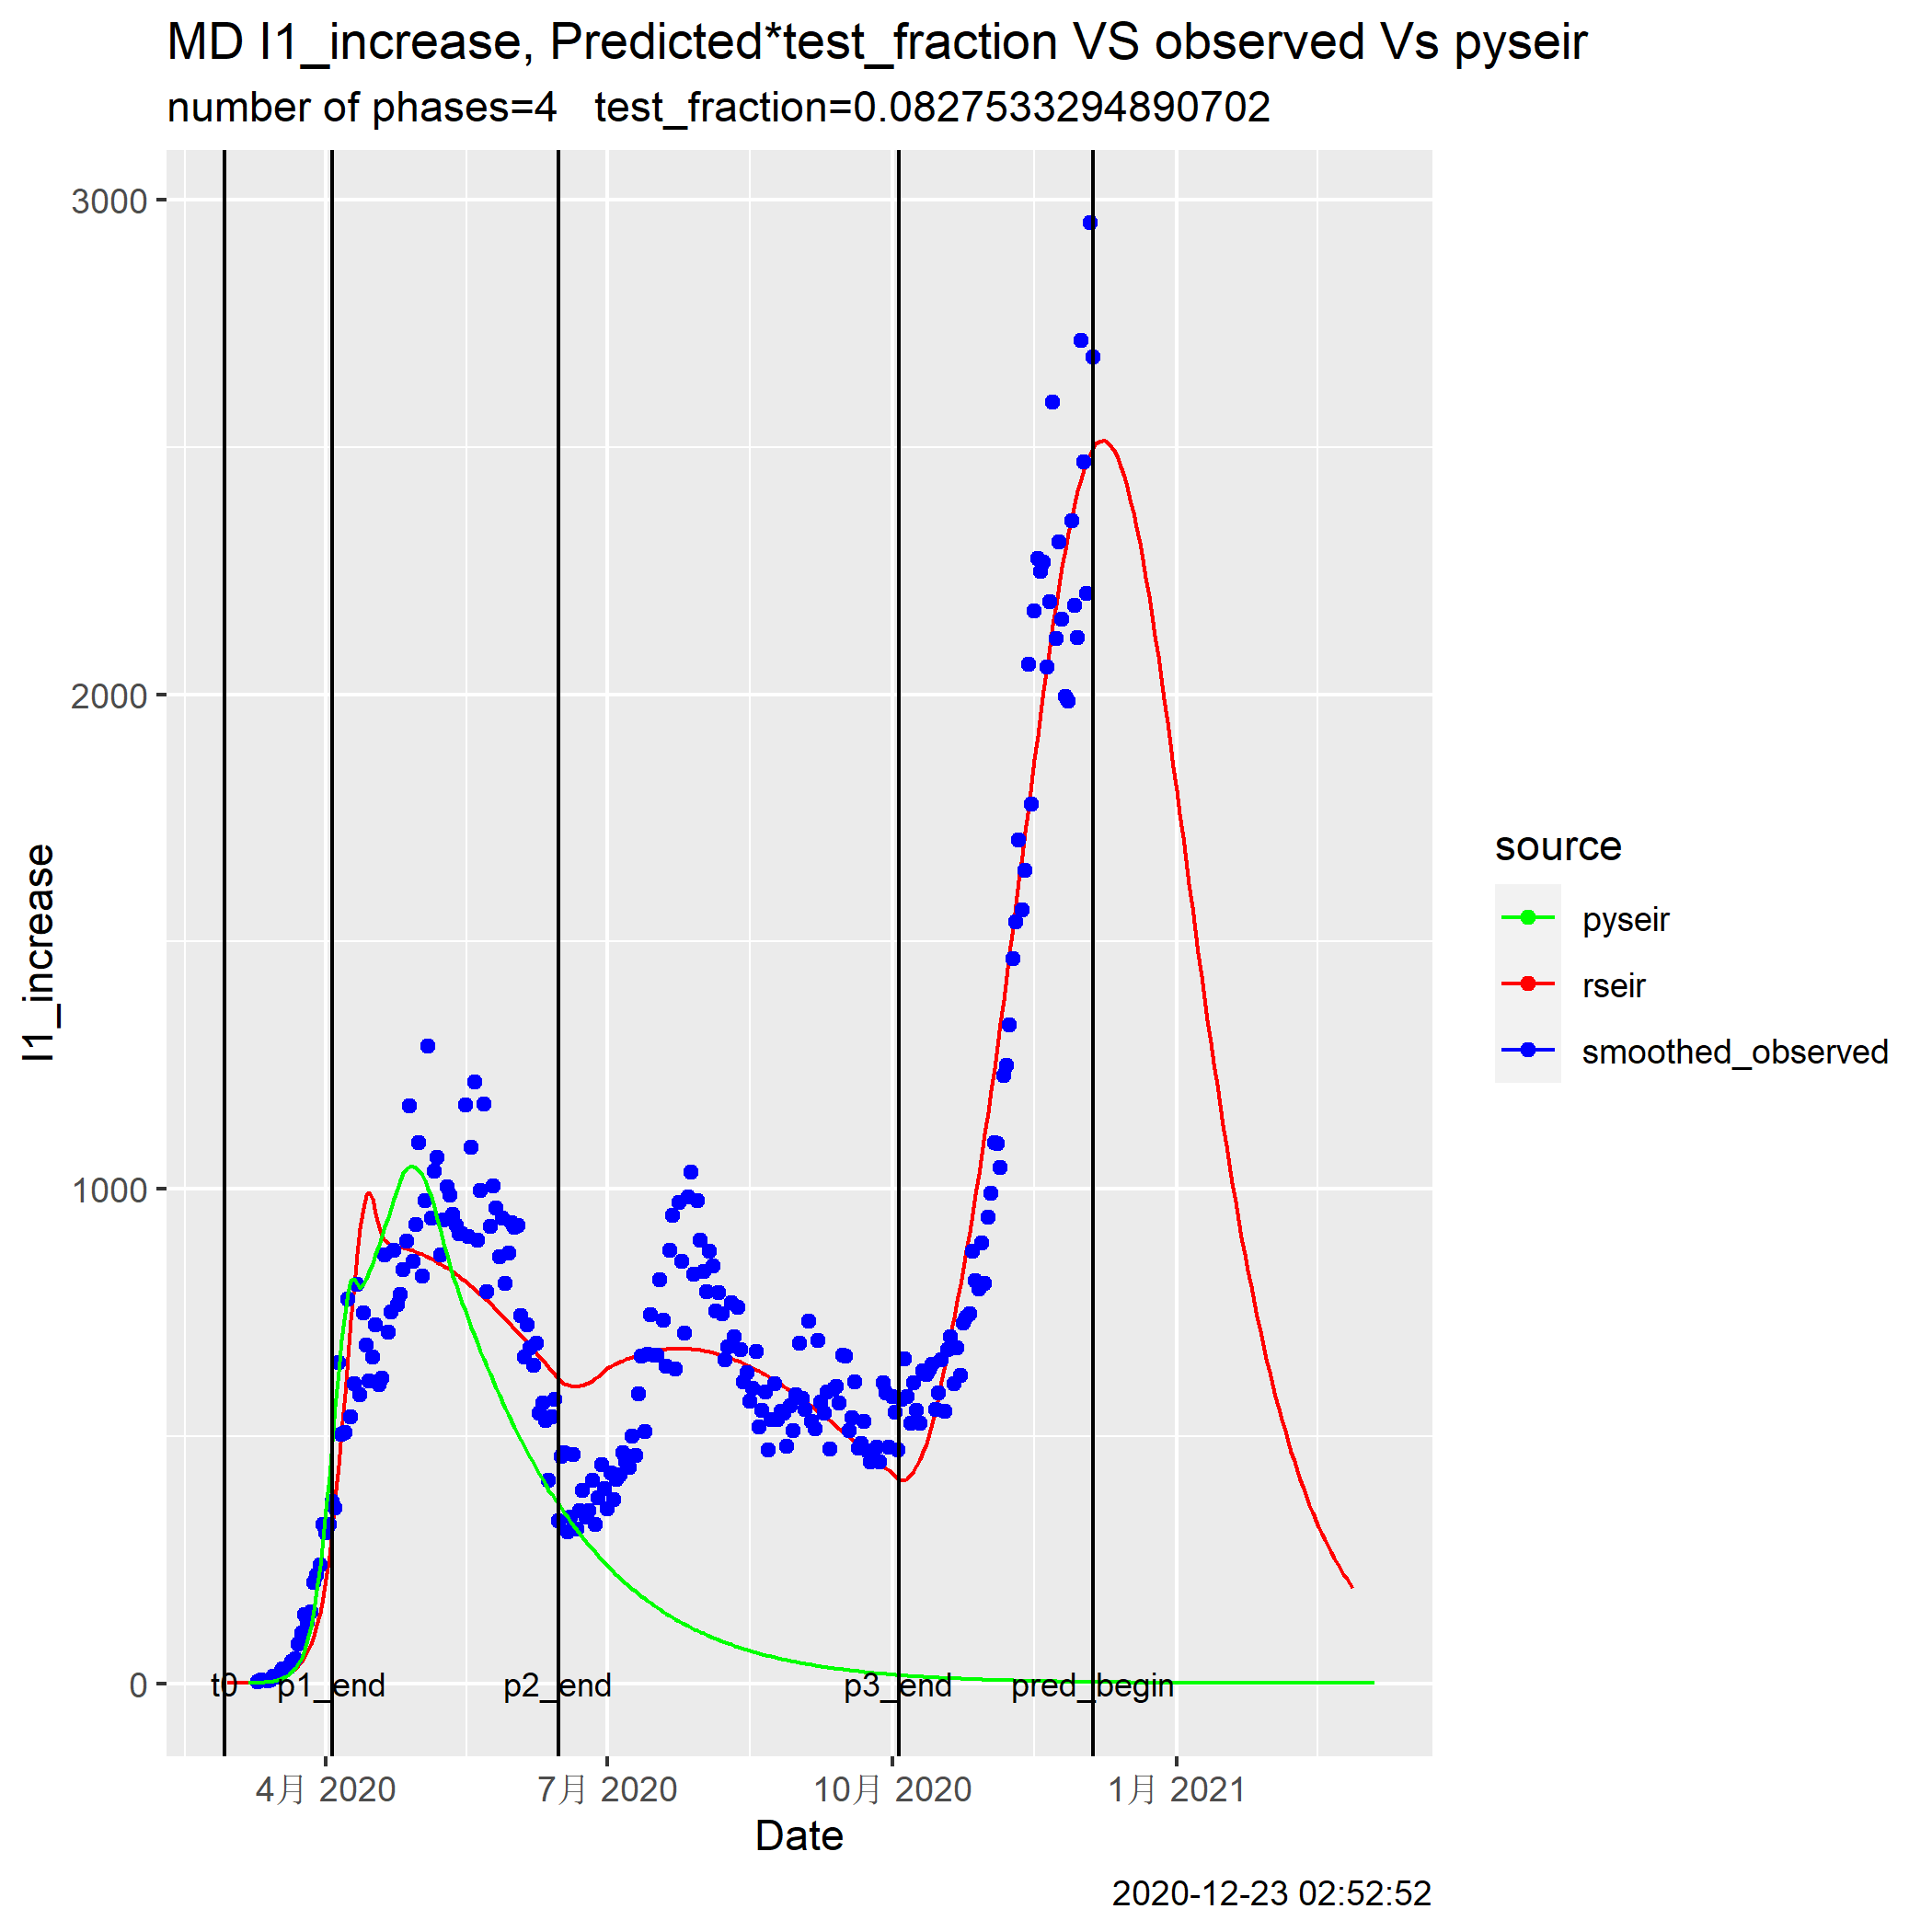 MD I1_increase, Predicted*test_fraction VS observed Vs pyseir
number of phases=4   test_fraction=0.0827533294890702
3000
2000
1000
0
I1_increase
t0 p1_end p2_end p3_end pred_begin
4月 2020 7月 2020 10月 2020 1月 2021
Date
source
pyseir
rseir
smoothed_observed
2020-12-23 02:52:52